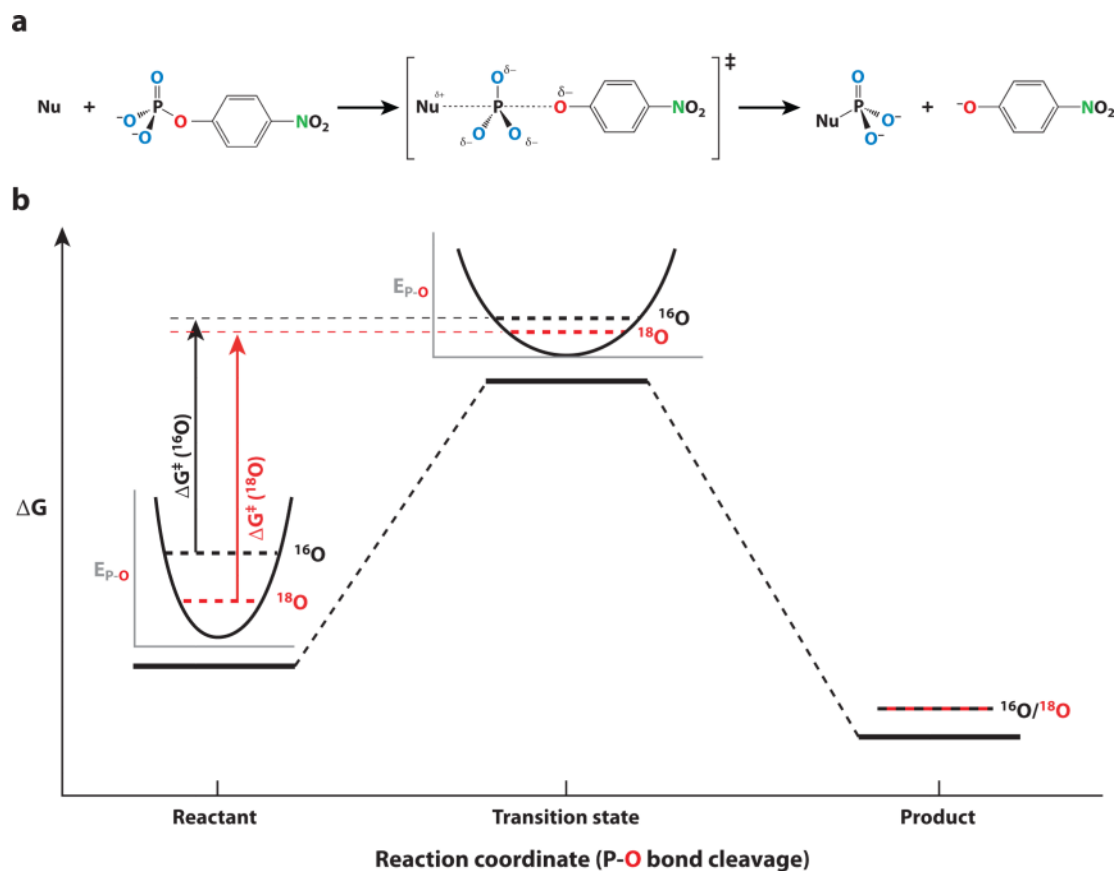 a
Nu + P O ⁻O ⁻O O NO₂ Nu δ+ P O δ− O δ− O δ− O δ− NO₂ ‡ Nu P O O⁻ O⁻ + ⁻O NO₂
b
E P-O
¹⁶O
¹⁸O
ΔG‡ (¹⁶O)
ΔG‡ (¹⁸O)
ΔG
E P-O
¹⁶O
¹⁸O
¹⁶O/¹⁸O
Reactant Transition state Product
Reaction coordinate (P-O bond cleavage)